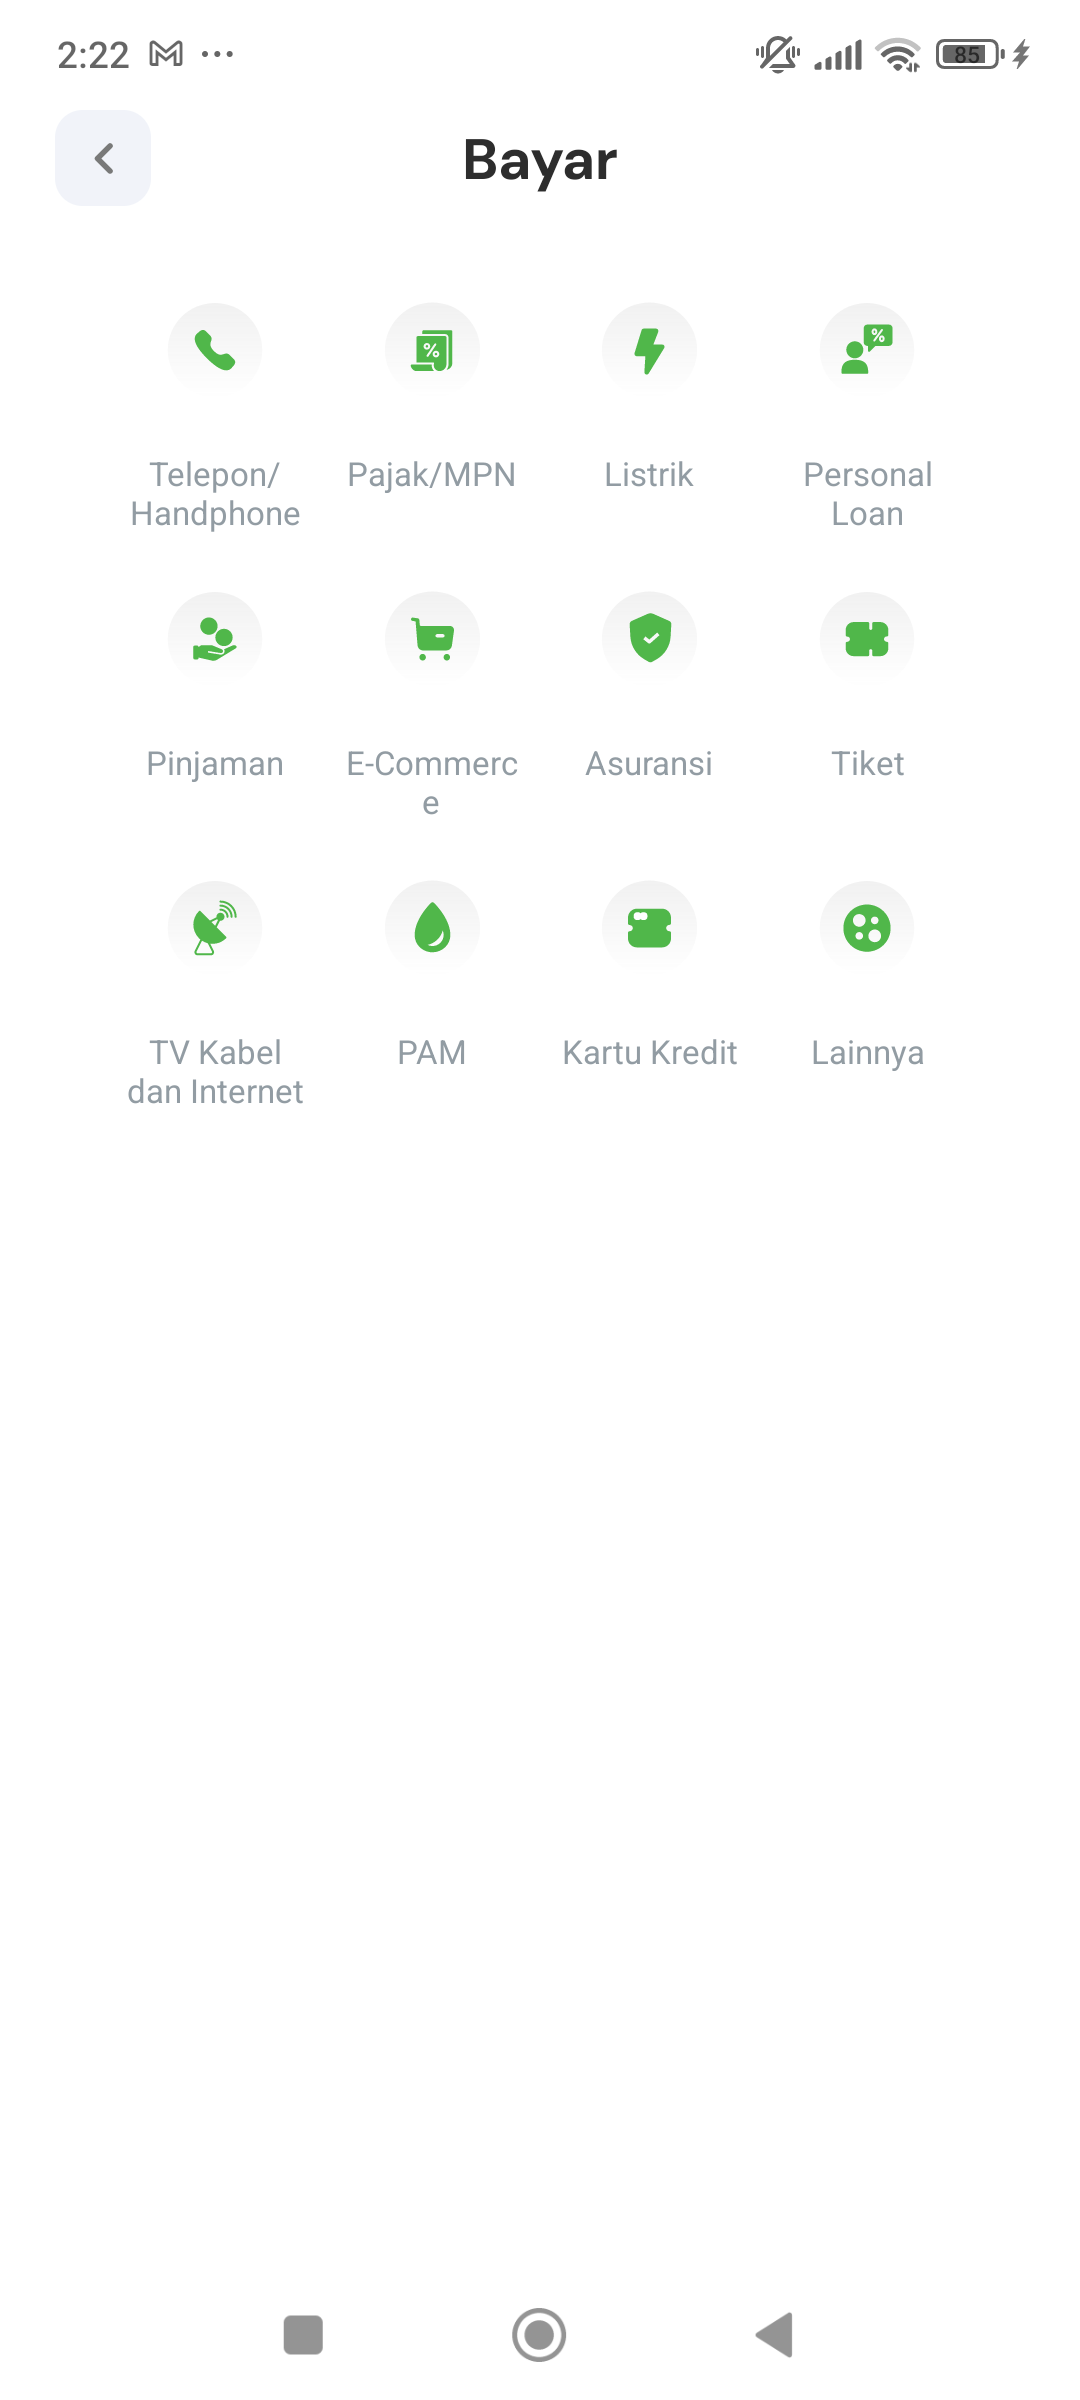 2:22
85
Bayar
%
%
Telepon/
Handphone
Pajak/MPN
Listrik
Personal
Loan
Pinjaman
E-Commerc
e
Asuransi
Tiket
TV Kabel
dan Internet
PAM
Kartu Kredit
Lainnya